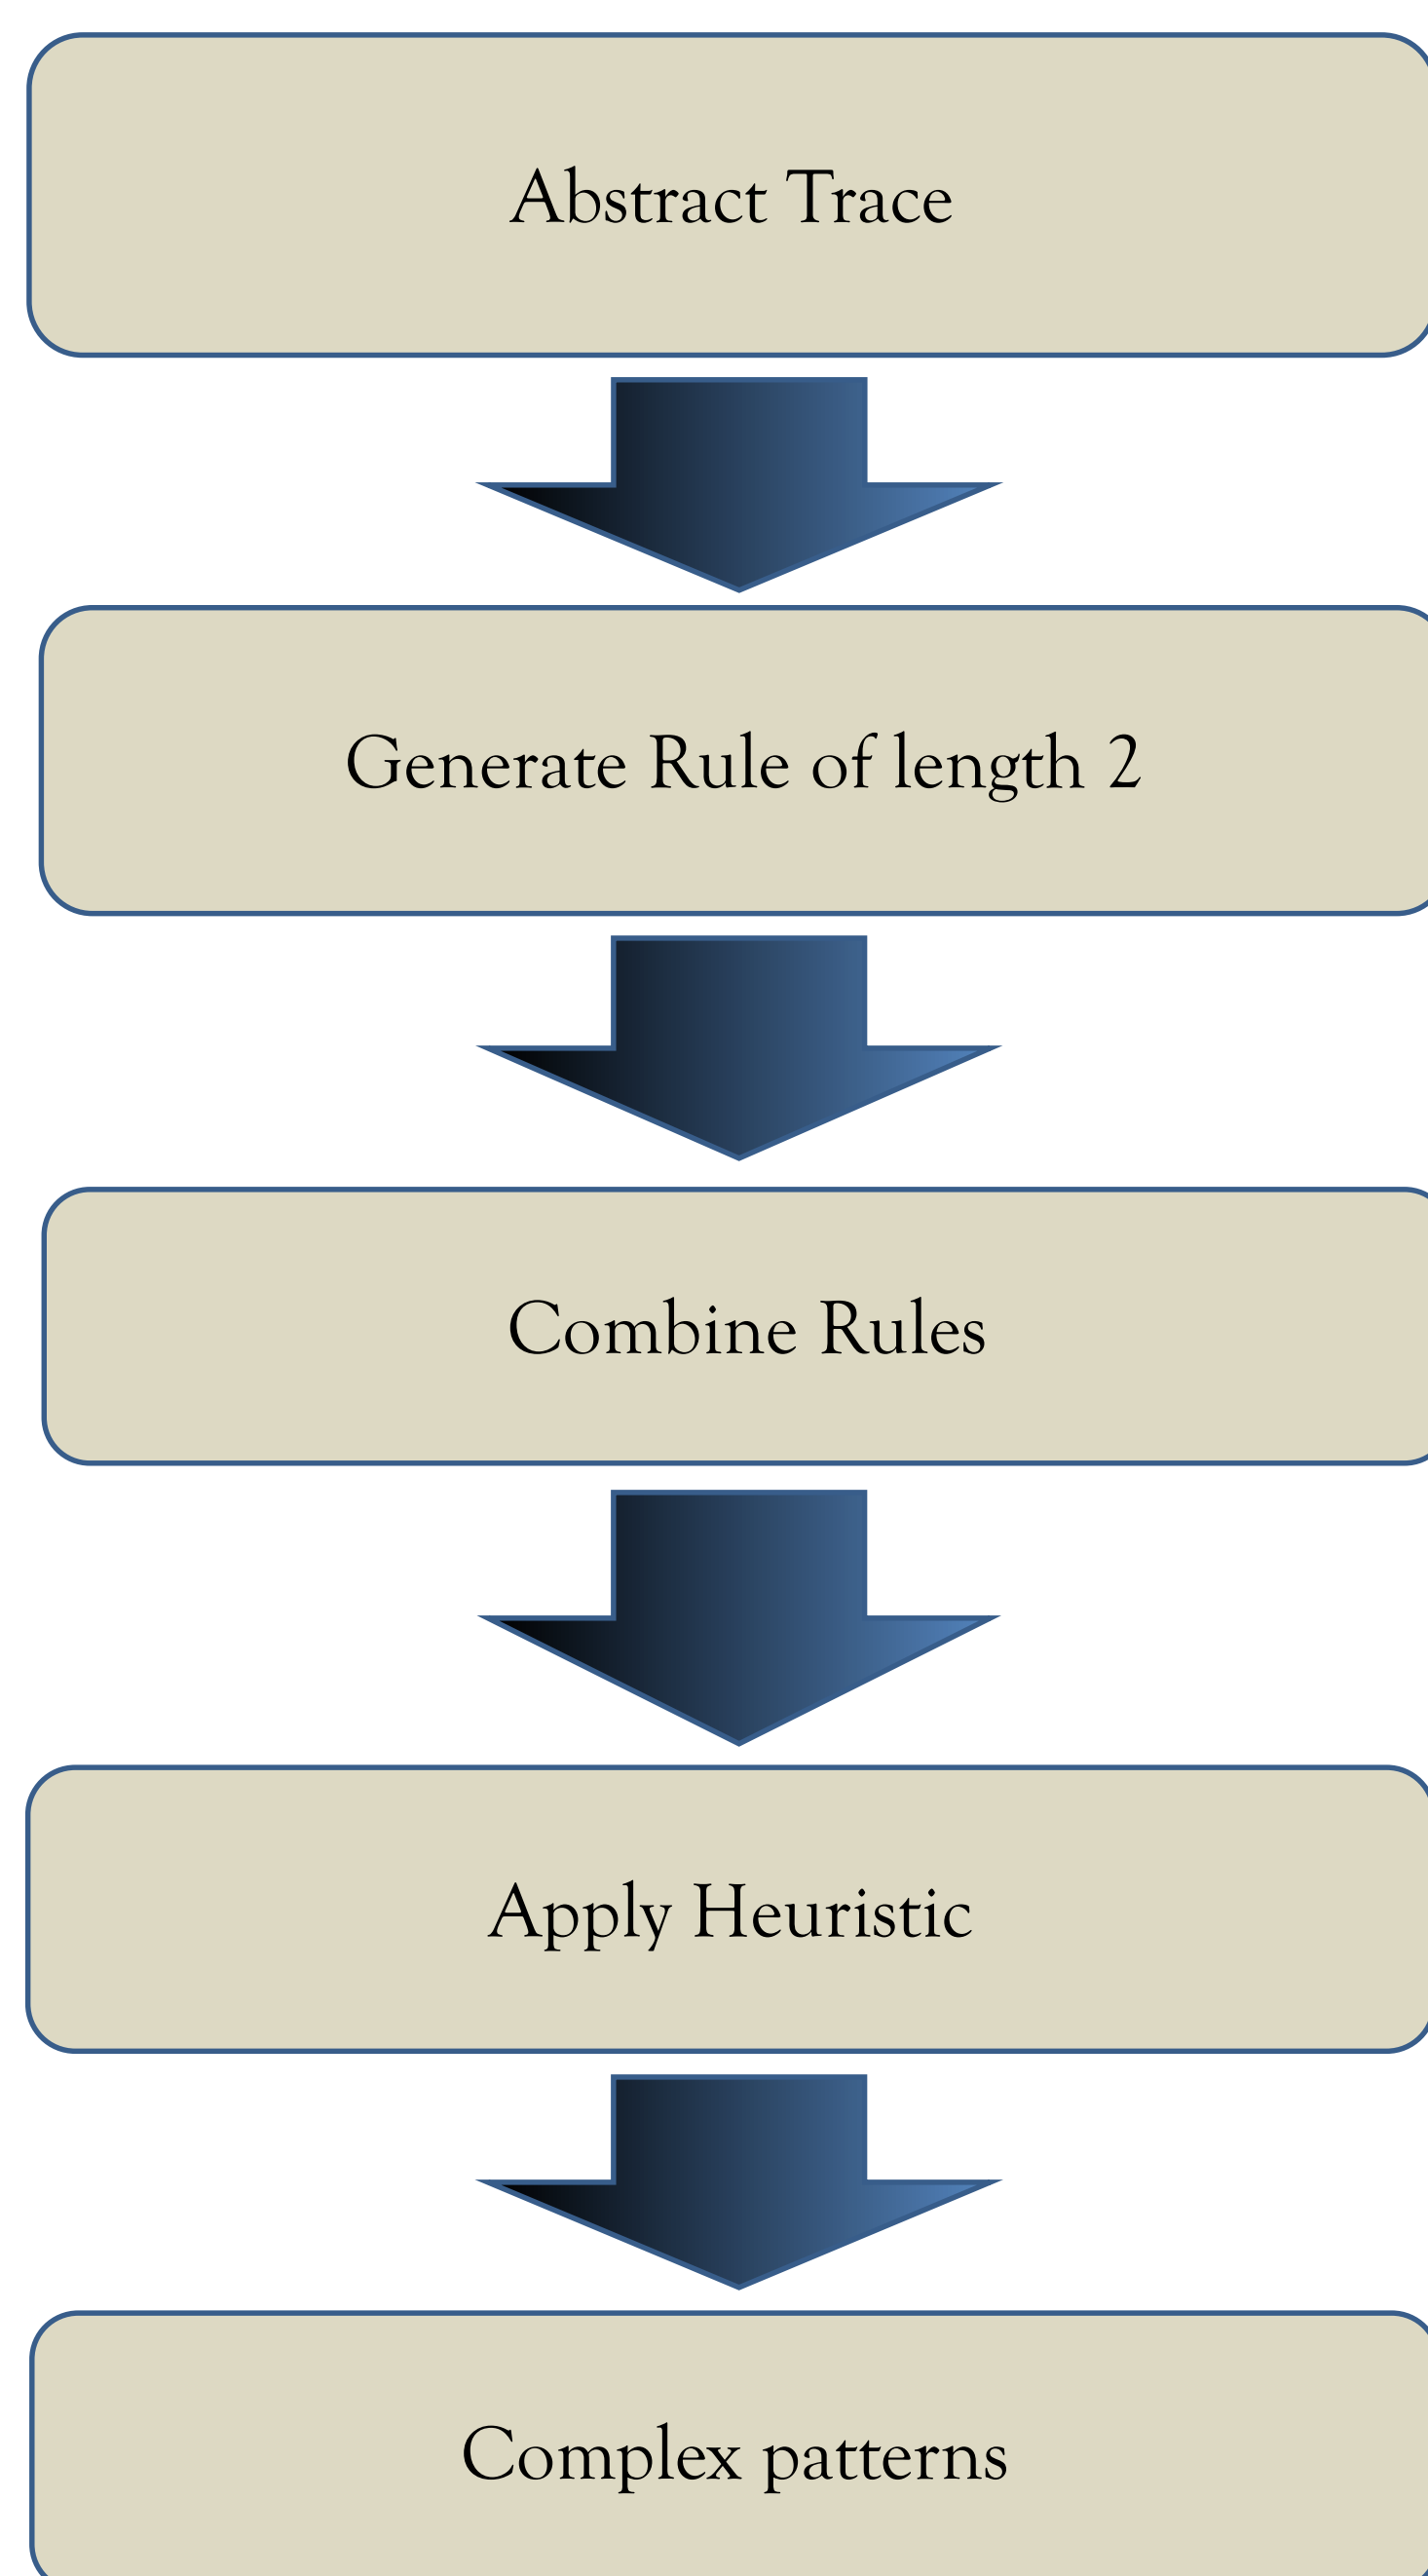 Abstract Trace
Generate Rule of length 2
Combine Rules
Apply Heuristic
Complex patterns